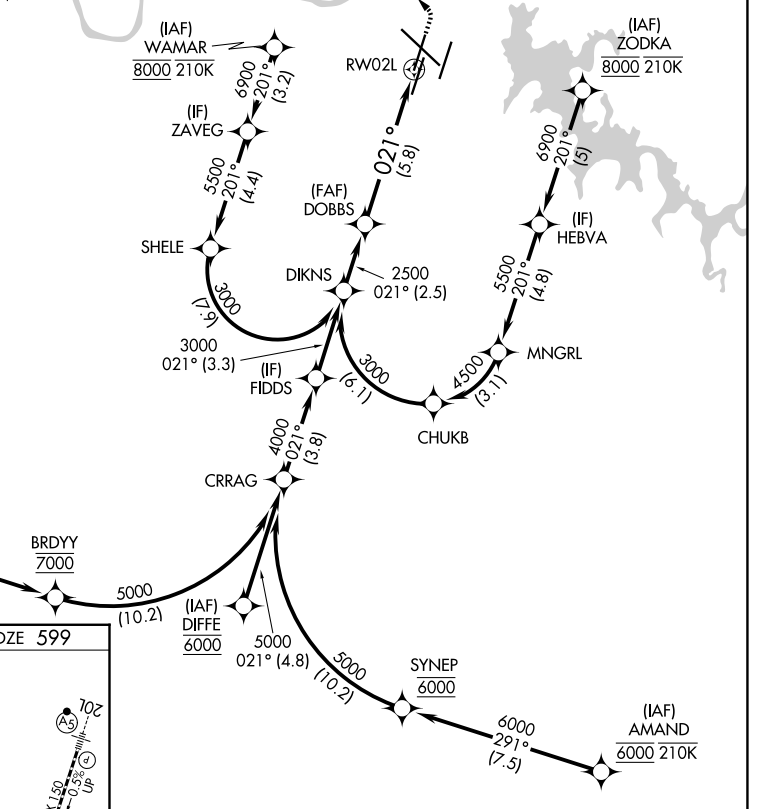 (IAF)
WAMAR
8000 210K
6900
201°
(3.2)
(IF)
ZAVEG
5500
201°
(4.4)
SHELE
3000
(7.9)
RW02L
021°
(5.8)
(FAF)
DOBBS
DIKNS
2500
021° (2.5)
3000
021° (3.3)
(IF)
FIDDS
4000
021°
(3.8)
CRRAG
(IAF)
ZODKA
8000 210K
6900
201°
(5)
(IF)
HEBVA
5500
201°
(4.8)
MNGRL
4500
(3.1)
CHUKB
3000
(6.1)
BRDYY
7000
5000
(10.2)
(IAF)
DIFFE
6000
5000
021° (4.8)
5000
(10.2)
SYNEP
6000
6000
291°
(7.5)
(IAF)
AMAND
6000 210K
DZE 599
20L
A5
d
0.5%
UP
K 150